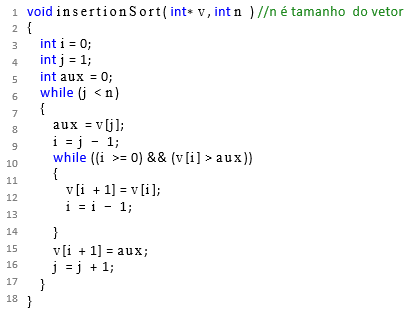 1 void insertionSort( int* v, int n ) //n é tamanho do vetor
2 {
3 int i = 0;
4 int j = 1;
5 int aux = 0;
6 while (j < n)
7 {
8 aux = v[j];
9 i = j - 1;
10 while ((i >= 0) && (v[i] > aux))
11 {
12 v[i + 1] = v[i];
13 i = i - 1;
14 }
15 v[i + 1] = aux;
16 j = j + 1;
17 }
18 }